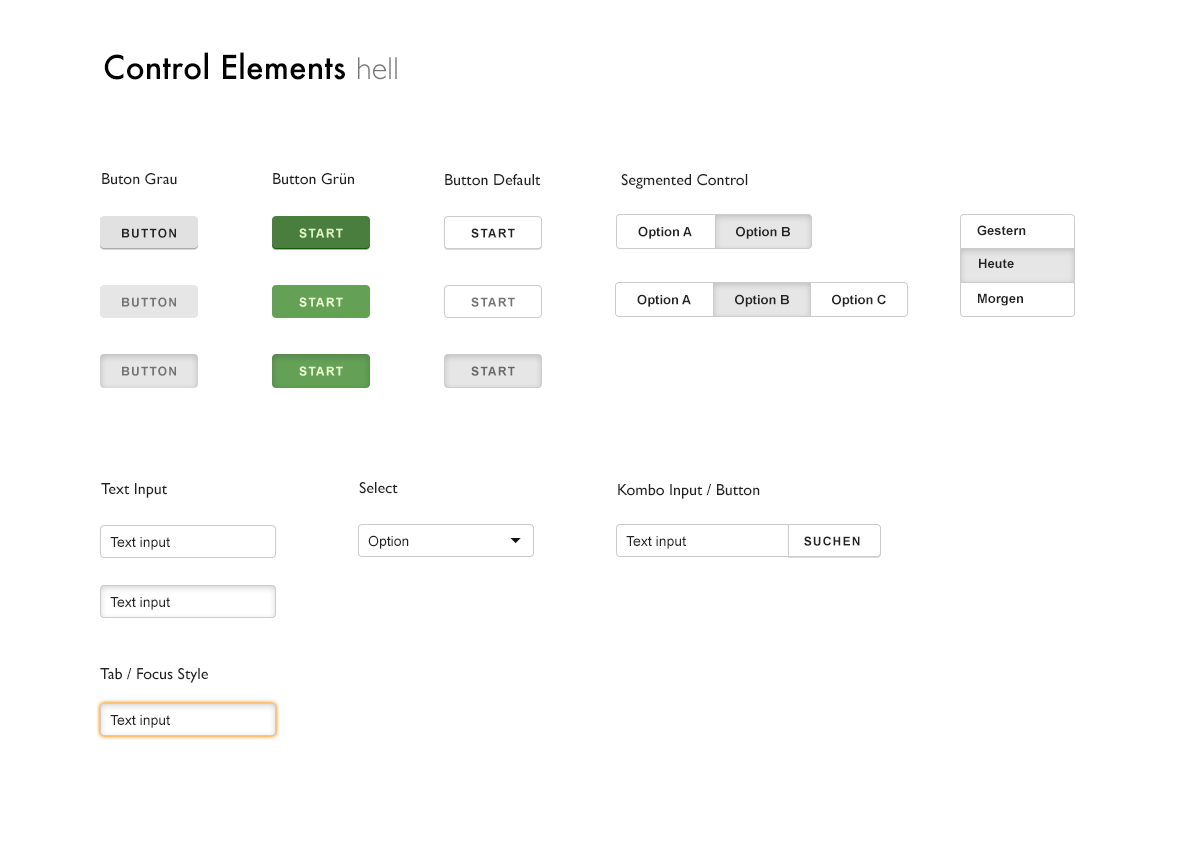 Control Elements hell
Buton Grau
Button Grün
Button Default
Segmented Control
BUTTON
START
START
Option A
Option B
Gestern
Heute
Morgen
BUTTON
START
START
Option A
Option B
Option C
BUTTON
START
START
Text Input
Select
Kombo Input / Button
Text input
Option
Text input
SUCHEN
Text input
Tab / Focus Style
Text input